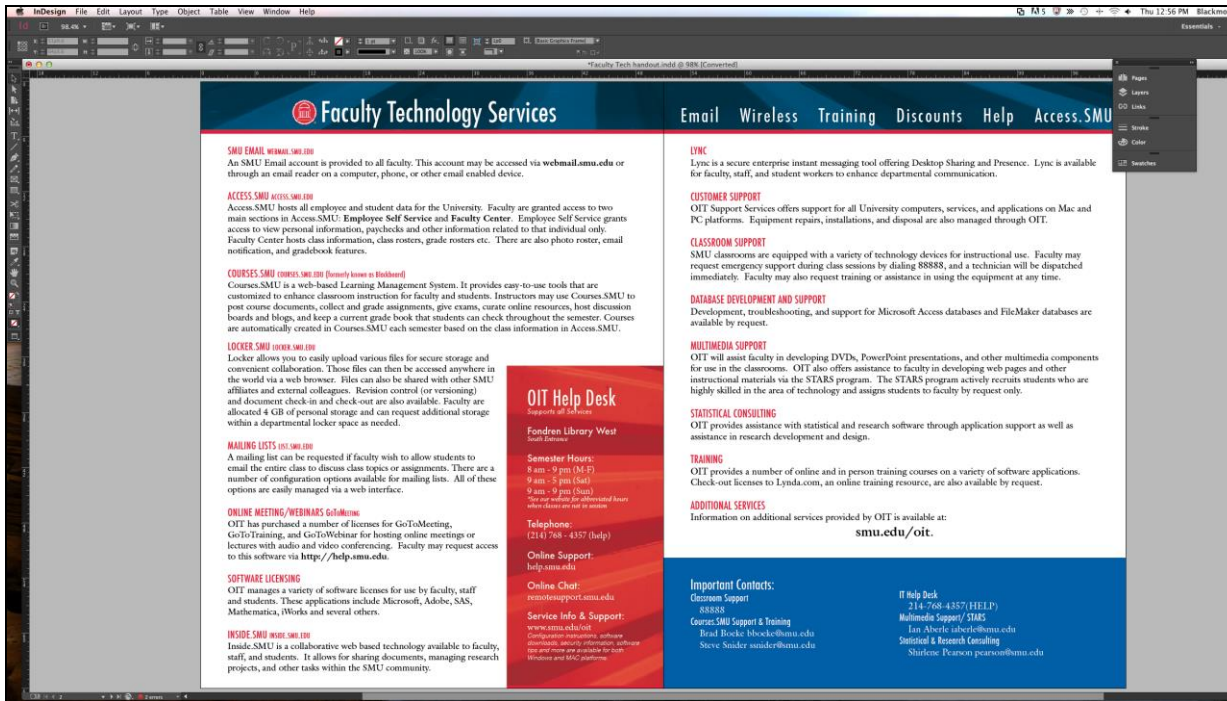 InDesign File Edit Layout Type Object Table View Window Help
5 Thu 12:56 PM Blackmo
98.4%
Essentials
*Faculty Tech handout.indd @ 98% [Converted]
Faculty Technology Services
Email Wireless Training Discounts Help Access.SMU
Pages
Layers
Links
Stroke
Color
Swatches
SMU EMAIL WEBMAIL.SMU.EDU
An SMU Email account is provided to all faculty. This account may be accessed via webmail.smu.edu or
through an email reader on a computer, phone, or other email enabled device.
ACCESS.SMU ACCESS.SMU.EDU
Access.SMU hosts all employee and student data for the University. Faculty are granted access to two
main sections in Access.SMU: Employee Self Service and Faculty Center. Employee Self Service grants
access to view personal information, paychecks and other information related to that individual only.
Faculty Center hosts class information, class rosters, grade rosters etc. There are also photo roster, email
notification, and gradebook features.
COURSES.SMU COURSES.SMU.EDU (formerly known as Blackboard)
Courses.SMU is a web-based Learning Management System. It provides easy-to-use tools that are
customized to enhance classroom instruction for faculty and students. Instructors may use Courses.SMU to
post course documents, collect and grade assignments, give exams, curate online resources, host discussion
boards and blogs, and keep a current grade book that students can check throughout the semester. Courses
are automatically created in Courses.SMU each semester based on the class information in Access.SMU.
LOCKER.SMU LOCKER.SMU.EDU
Locker allows you to easily upload various files for secure storage and
convenient collaboration. Those files can then be accessed anywhere in
the world via a web browser. Files can also be shared with other SMU
affiliates and external colleagues. Revision control (or versioning)
and document check-in and check-out are also available. Faculty are
allocated 4 GB of personal storage and can request additional storage
within a departmental locker space as needed.
MAILING LISTS LIST.SMU.EDU
A mailing list can be requested if faculty wish to allow students to
email the entire class to discuss class topics or assignments. There are a
number of configuration options available for mailing lists. All of these
options are easily managed via a web interface.
ONLINE MEETING/WEBINARS GoToMeeting
OIT has purchased a number of licenses for GoToMeeting,
GoToTraining, and GoToWebinar for hosting online meetings or
lectures with audio and video conferencing. Faculty may request access
to this software via http://help.smu.edu.
SOFTWARE LICENSING
OIT manages a variety of software licenses for use by faculty, staff
and students. These applications include Microsoft, Adobe, SAS,
Mathematica, iWorks and several others.
INSIDE.SMU INSIDE.SMU.EDU
Inside.SMU is a collaborative web based technology available to faculty,
staff, and students. It allows for sharing documents, managing research
projects, and other tasks within the SMU community.
OIT Help Desk
Supports all Services
Fondren Library West
South Entrance
Semester Hours:
8 am - 9 pm (M-F)
9 am - 5 pm (Sat)
9 am - 9 pm (Sun)
*See our website for abbreviated hours
when classes are not in session
Telephone:
(214) 768 - 4357 (help)
Online Support:
help.smu.edu
Online Chat:
remotesupport.smu.edu
Service Info & Support:
www.smu.edu/oit
Configuration instructions, software
downloads, security information, software
tips and more are available for both
Windows and MAC platforms.
LYNC
Lync is a secure enterprise instant messaging tool offering Desktop Sharing and Presence. Lync is available
for faculty, staff, and student workers to enhance departmental communication.
CUSTOMER SUPPORT
OIT Support Services offers support for all University computers, services, and applications on Mac and
PC platforms. Equipment repairs, installations, and disposal are also managed through OIT.
CLASSROOM SUPPORT
SMU classrooms are equipped with a variety of technology devices for instructional use. Faculty may
request emergency support during class sessions by dialing 88888, and a technician will be dispatched
immediately. Faculty may also request training or assistance in using the equipment at any time.
DATABASE DEVELOPMENT AND SUPPORT
Development, troubleshooting, and support for Microsoft Access databases and FileMaker databases are
available by request.
MULTIMEDIA SUPPORT
OIT will assist faculty in developing DVDs, PowerPoint presentations, and other multimedia components
for use in the classrooms. OIT also offers assistance to faculty in developing web pages and other
instructional materials via the STARS program. The STARS program actively recruits students who are
highly skilled in the area of technology and assigns students to faculty by request only.
STATISTICAL CONSULTING
OIT provides assistance with statistical and research software through application support as well as
assistance in research development and design.
TRAINING
OIT provides a number of online and in person training courses on a variety of software applications.
Check-out licenses to Lynda.com, an online training resource, are also available by request.
ADDITIONAL SERVICES
Information on additional services provided by OIT is available at:
smu.edu/oit.
Important Contacts:
Classroom Support
88888
Courses.SMU Support & Training
Brad Bocke bbocke@smu.edu
Steve Snider ssnider@smu.edu
IT Help Desk
214-768-4357(HELP)
Multimedia Support/ STARS
Ian Aberle iaberle@smu.edu
Statistical & Research Consulting
Shirlene Pearson pearson@smu.edu
2 errors